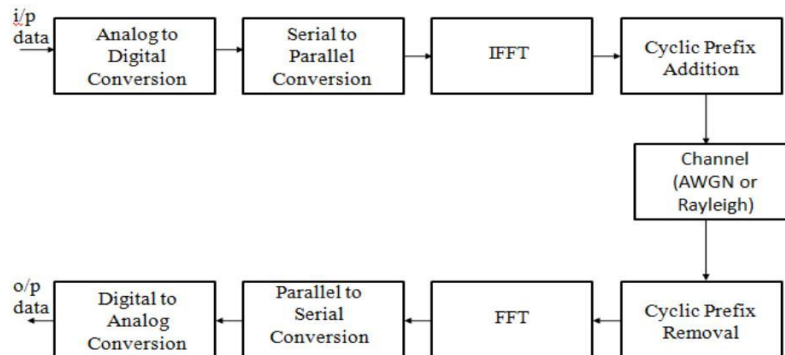 i/p
data
Analog to
Digital
Conversion
Serial to
Parallel
Conversion
IFFT
Cyclic Prefix
Addition
Channel
(AWGN or
Rayleigh)
o/p
data
Digital to
Analog
Conversion
Parallel to
Serial
Conversion
FFT
Cyclic Prefix
Removal